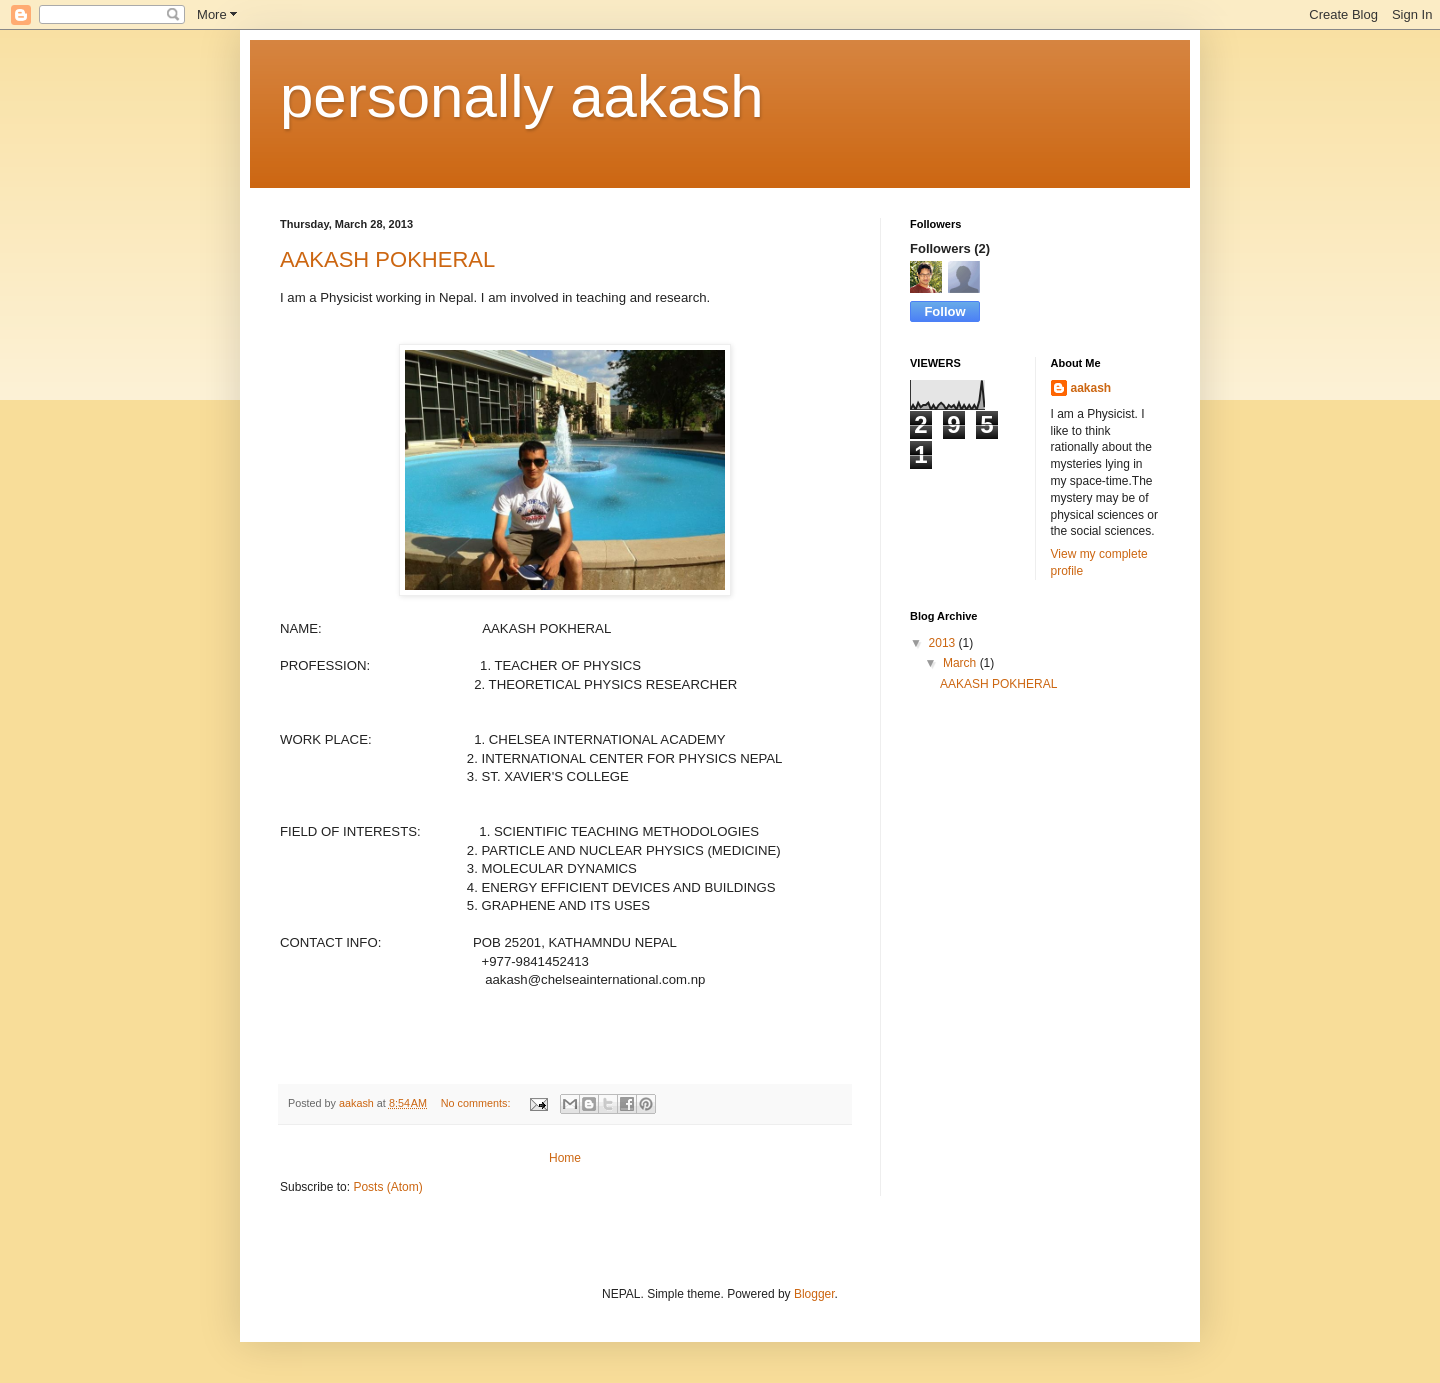 More
Create Blog
Sign In
personally aakash
Thursday, March 28, 2013
AAKASH POKHERAL
I am a Physicist working in Nepal. I am involved in teaching and research.
NAME: AAKASH POKHERAL
PROFESSION: 1. TEACHER OF PHYSICS
2. THEORETICAL PHYSICS RESEARCHER
WORK PLACE: 1. CHELSEA INTERNATIONAL ACADEMY
2. INTERNATIONAL CENTER FOR PHYSICS NEPAL
3. ST. XAVIER'S COLLEGE
FIELD OF INTERESTS: 1. SCIENTIFIC TEACHING METHODOLOGIES
2. PARTICLE AND NUCLEAR PHYSICS (MEDICINE)
3. MOLECULAR DYNAMICS
4. ENERGY EFFICIENT DEVICES AND BUILDINGS
5. GRAPHENE AND ITS USES
CONTACT INFO: POB 25201, KATHAMNDU NEPAL
+977-9841452413
aakash@chelseainternational.com.np
Posted by aakash at 8:54 AM No comments:
Home
Subscribe to: Posts (Atom)
Followers
Followers (2)
Follow
VIEWERS
2 9 5
1
About Me
aakash
I am a Physicist. I
like to think
rationally about the
mysteries lying in
my space-time.The
mystery may be of
physical sciences or
the social sciences.
View my complete
profile
Blog Archive
▼ 2013 (1)
▼ March (1)
AAKASH POKHERAL
NEPAL. Simple theme. Powered by Blogger.